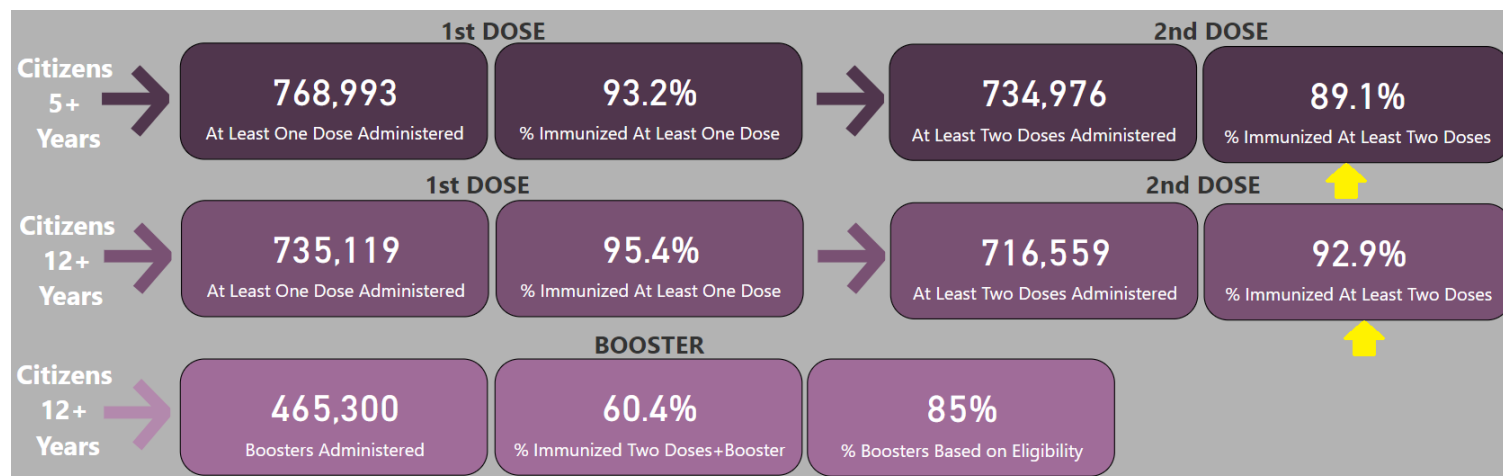 1st DOSE
2nd DOSE
Citizens
5+
Years
768,993
At Least One Dose Administered
93.2%
% Immunized At Least One Dose
734,976
At Least Two Doses Administered
89.1%
% Immunized At Least Two Doses
1st DOSE
2nd DOSE
Citizens
12+
Years
735,119
At Least One Dose Administered
95.4%
% Immunized At Least One Dose
716,559
At Least Two Doses Administered
92.9%
% Immunized At Least Two Doses
BOOSTER
Citizens
12+
Years
465,300
Boosters Administered
60.4%
% Immunized Two Doses+Booster
85%
% Boosters Based on Eligibility